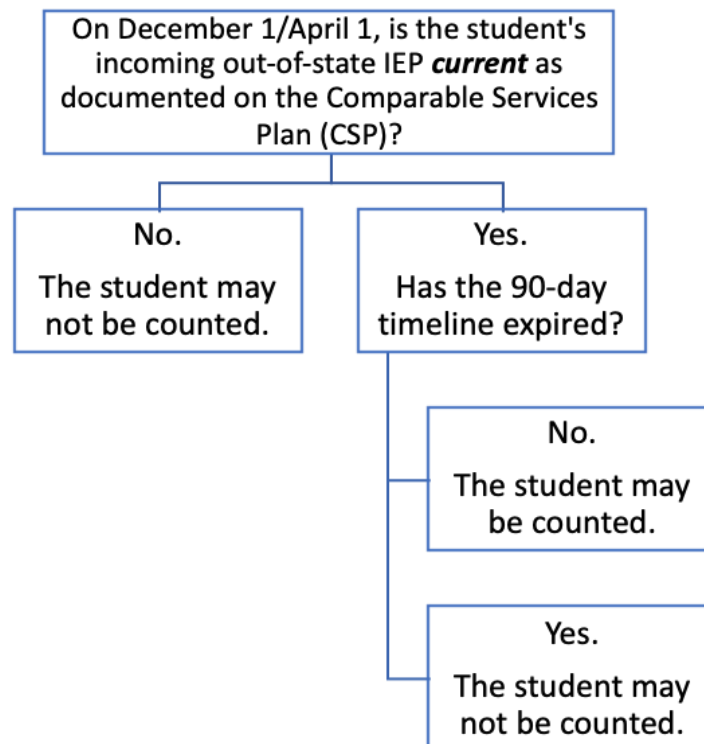 On December 1/April 1, is the student's
incoming out-of-state IEP current as
documented on the Comparable Services
Plan (CSP)?
No.
The student may
not be counted.
Yes.
Has the 90-day
timeline expired?
No.
The student may
be counted.
Yes.
The student may
not be counted.